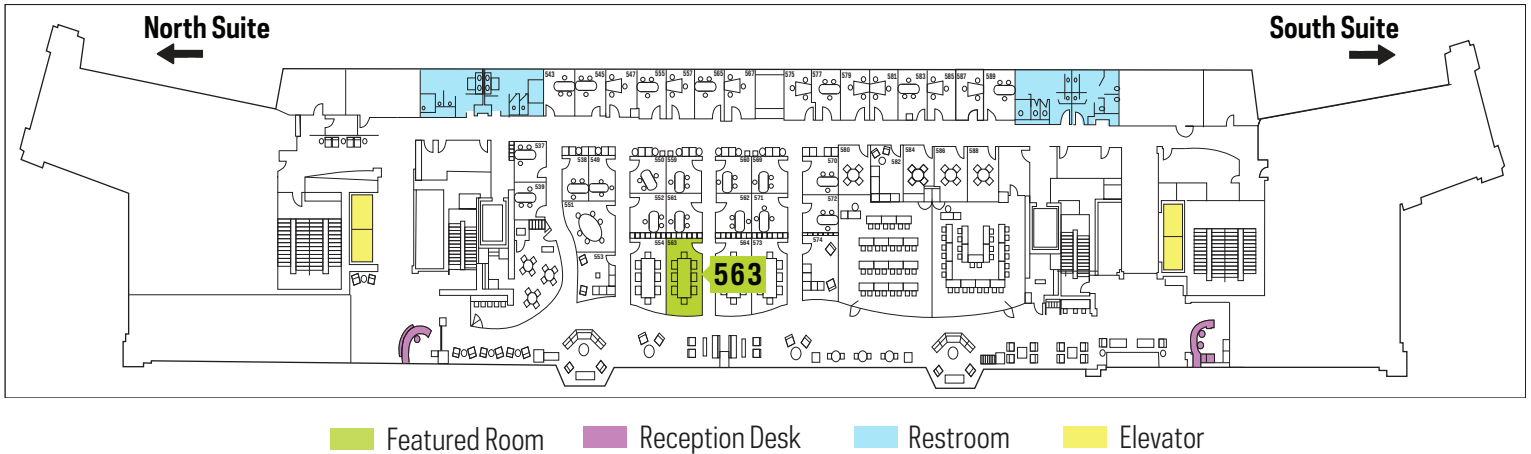 North Suite
South Suite
543 545 547 555 557 565 567 575 577 579 581 583 585 587 589
537 538 549 550 559 560 569 570 580 582 584 586 588
539 552 561 562 571 572
551
553 554 563 564 573 574
563
Featured Room Reception Desk Restroom Elevator